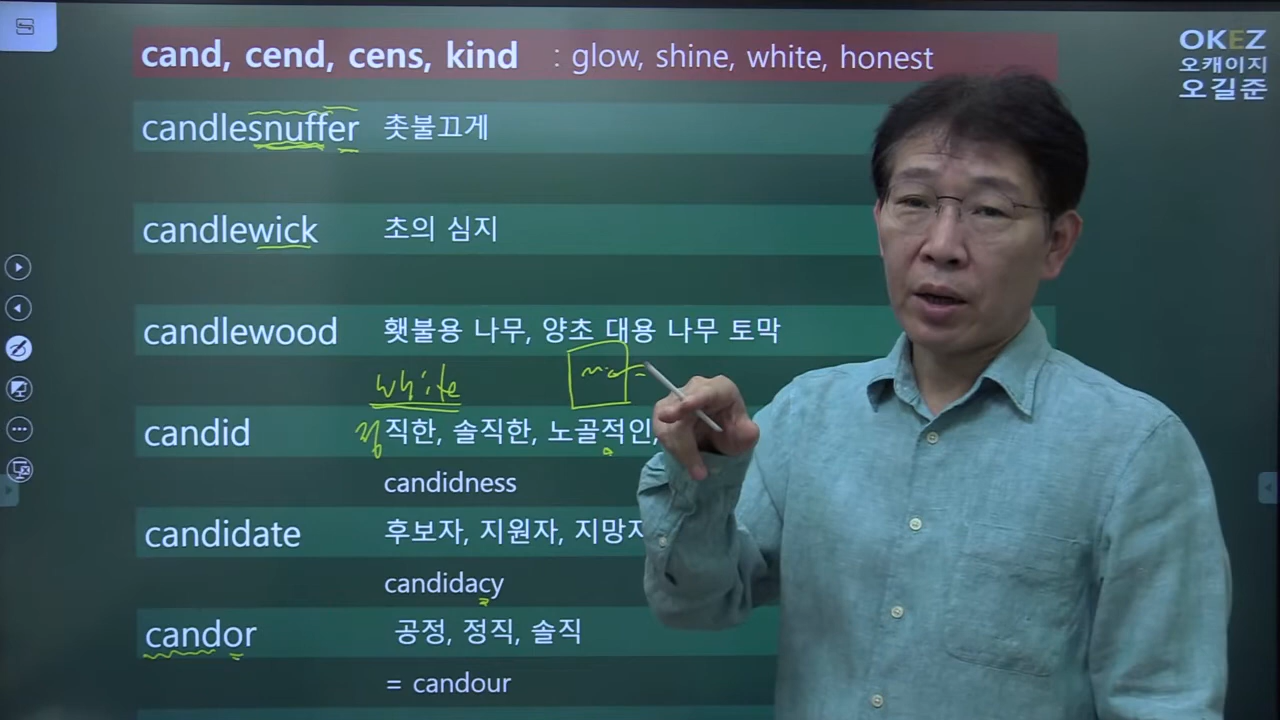 cand, cend, cens, kind : glow, shine, white, honest
OKEZ
오캐이지
오길준
candlesnuffer 촛불끄게
candlewick 초의 심지
candlewood 횃불용 나무, 양초 대용 나무 토막
white
candid 정직한, 솔직한, 노골적인,
candidness
candidate 후보자, 지원자, 지망자
candidacy
candor 공정, 정직, 솔직
= candour